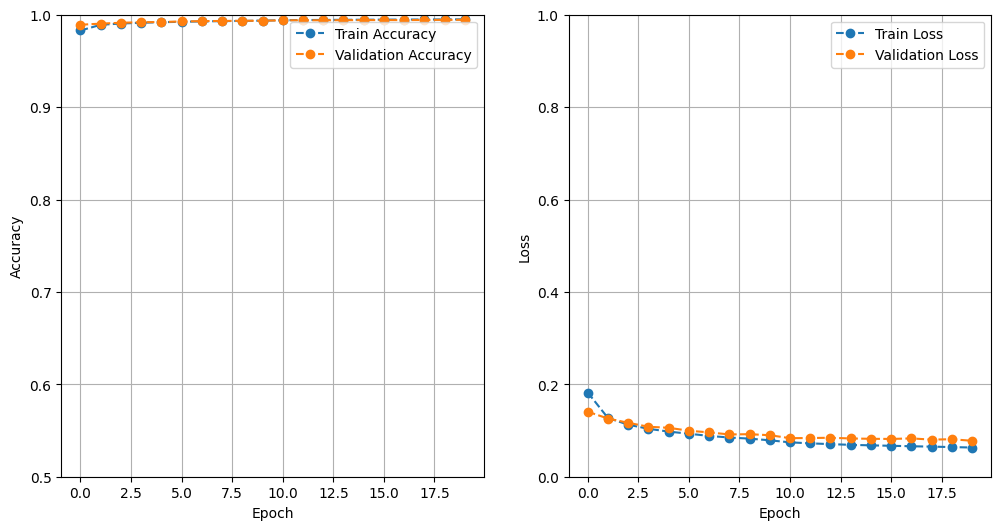 Train Accuracy
Validation Accuracy
1.0
0.9
0.8
0.7
0.6
0.5
Accuracy
0.0 2.5 5.0 7.5 10.0 12.5 15.0 17.5
Epoch
Train Loss
Validation Loss
1.0
0.8
0.6
0.4
0.2
0.0
Loss
0.0 2.5 5.0 7.5 10.0 12.5 15.0 17.5
Epoch